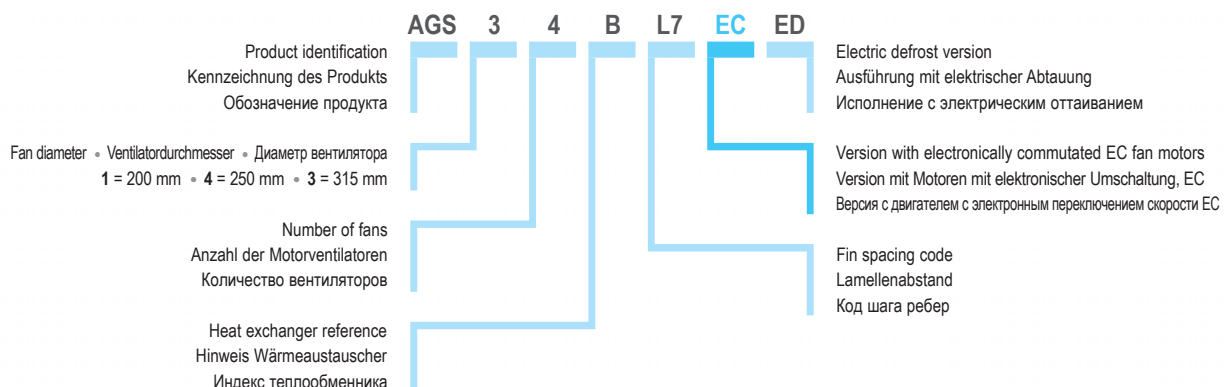 AGS 3 4 B L7 EC ED
Product identification
Kennzeichnung des Produkts
Обозначение продукта
Fan diameter • Ventilatordurchmesser • Диаметр вентилятора
1 = 200 mm • 4 = 250 mm • 3 = 315 mm
Number of fans
Anzahl der Motorventilatoren
Количество вентиляторов
Heat exchanger reference
Hinweis Wärmeaustauscher
Индекс теплообменника
Electric defrost version
Ausführung mit elektrischer Abtauung
Исполнение с электрическим оттаиванием
Version with electronically commutated EC fan motors
Version mit Motoren mit elektronischer Umschaltung, EC
Версия с двигателем с электронным переключением скорости EC
Fin spacing code
Lamellenabstand
Код шага ребер